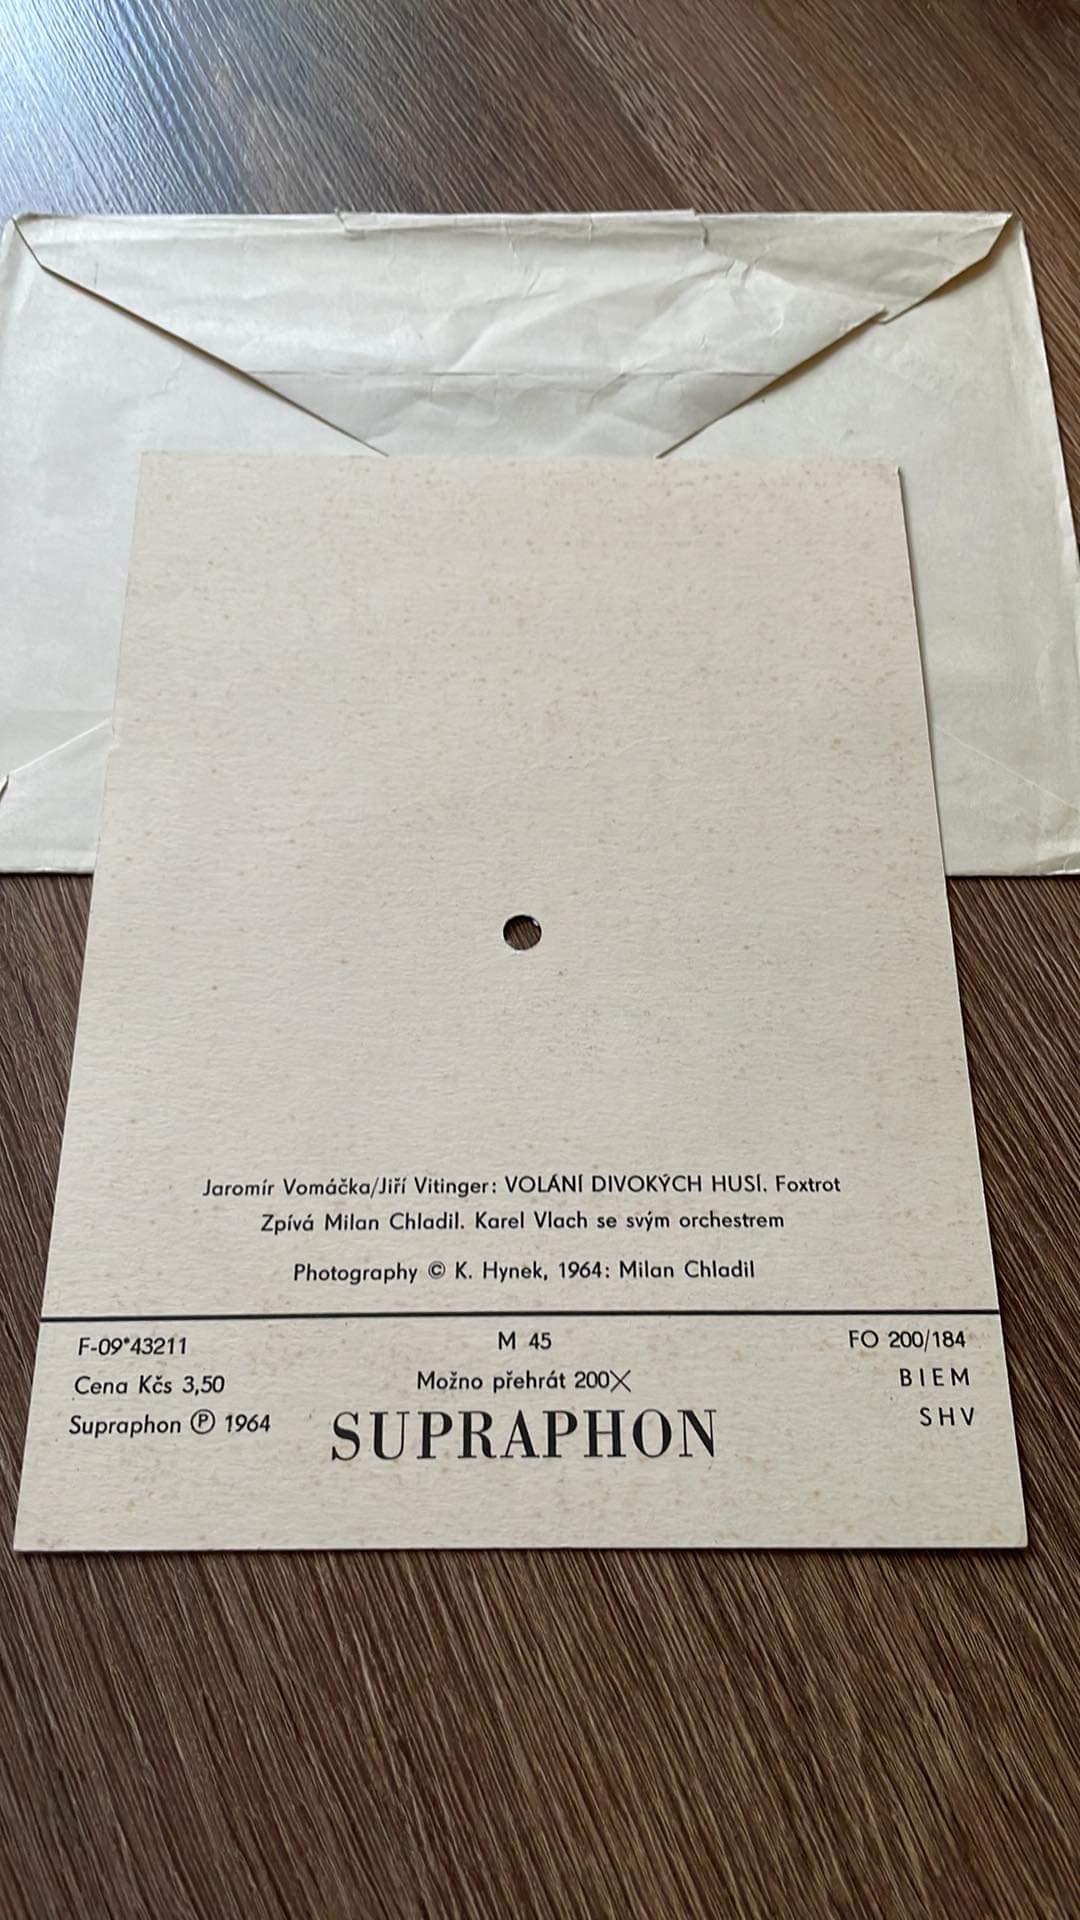 Jaromír Vomáčka/Jiří Vitinger: VOLÁNÍ DIVOKÝCH HUSÍ. Foxtrot
Zpívá Milan Chladil. Karel Vlach se svým orchestrem
Photography © K. Hynek, 1964: Milan Chladil
F-09*43211 M 45 FO 200/184
Cena Kčs 3,50 Možno přehrát 200X BIEM
Supraphon ℗ 1964 SUPRAPHON SHV